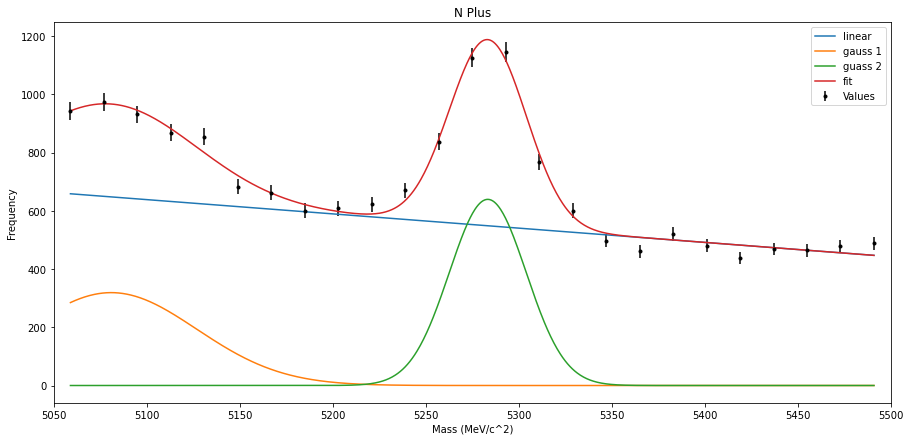 N Plus
1200
1000
800
600
400
200
0
Frequency
5050 5100 5150 5200 5250 5300 5350 5400 5450 5500
Mass (MeV/c^2)
linear
gauss 1
guass 2
fit
Values